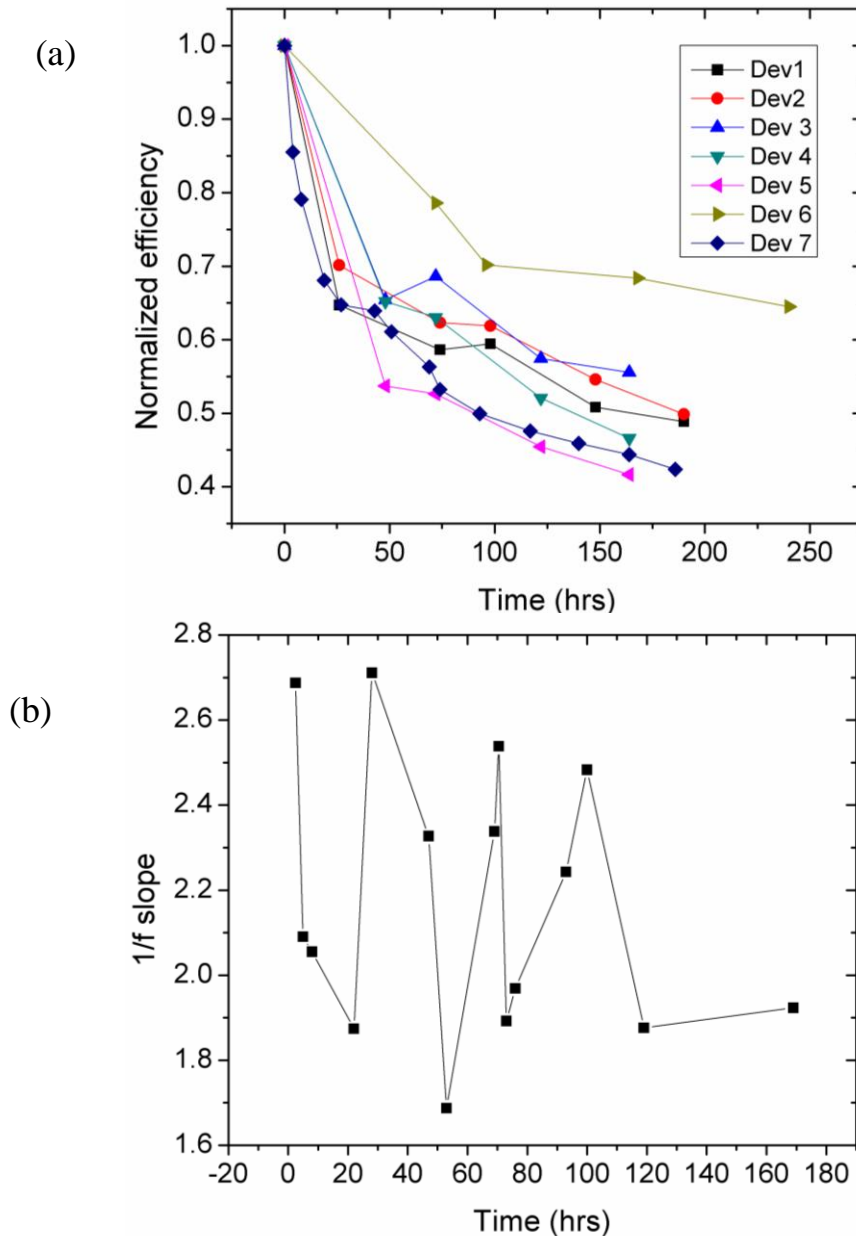 (a)
1.0
0.9
0.8
0.7
0.6
0.5
0.4
Normalized efficiency
Dev1
Dev2
Dev 3
Dev 4
Dev 5
Dev 6
Dev 7
0 50 100 150 200 250
Time (hrs)
(b)
2.8
2.6
2.4
2.2
2.0
1.8
1.6
1/f slope
-20 0 20 40 60 80 100 120 140 160 180
Time (hrs)